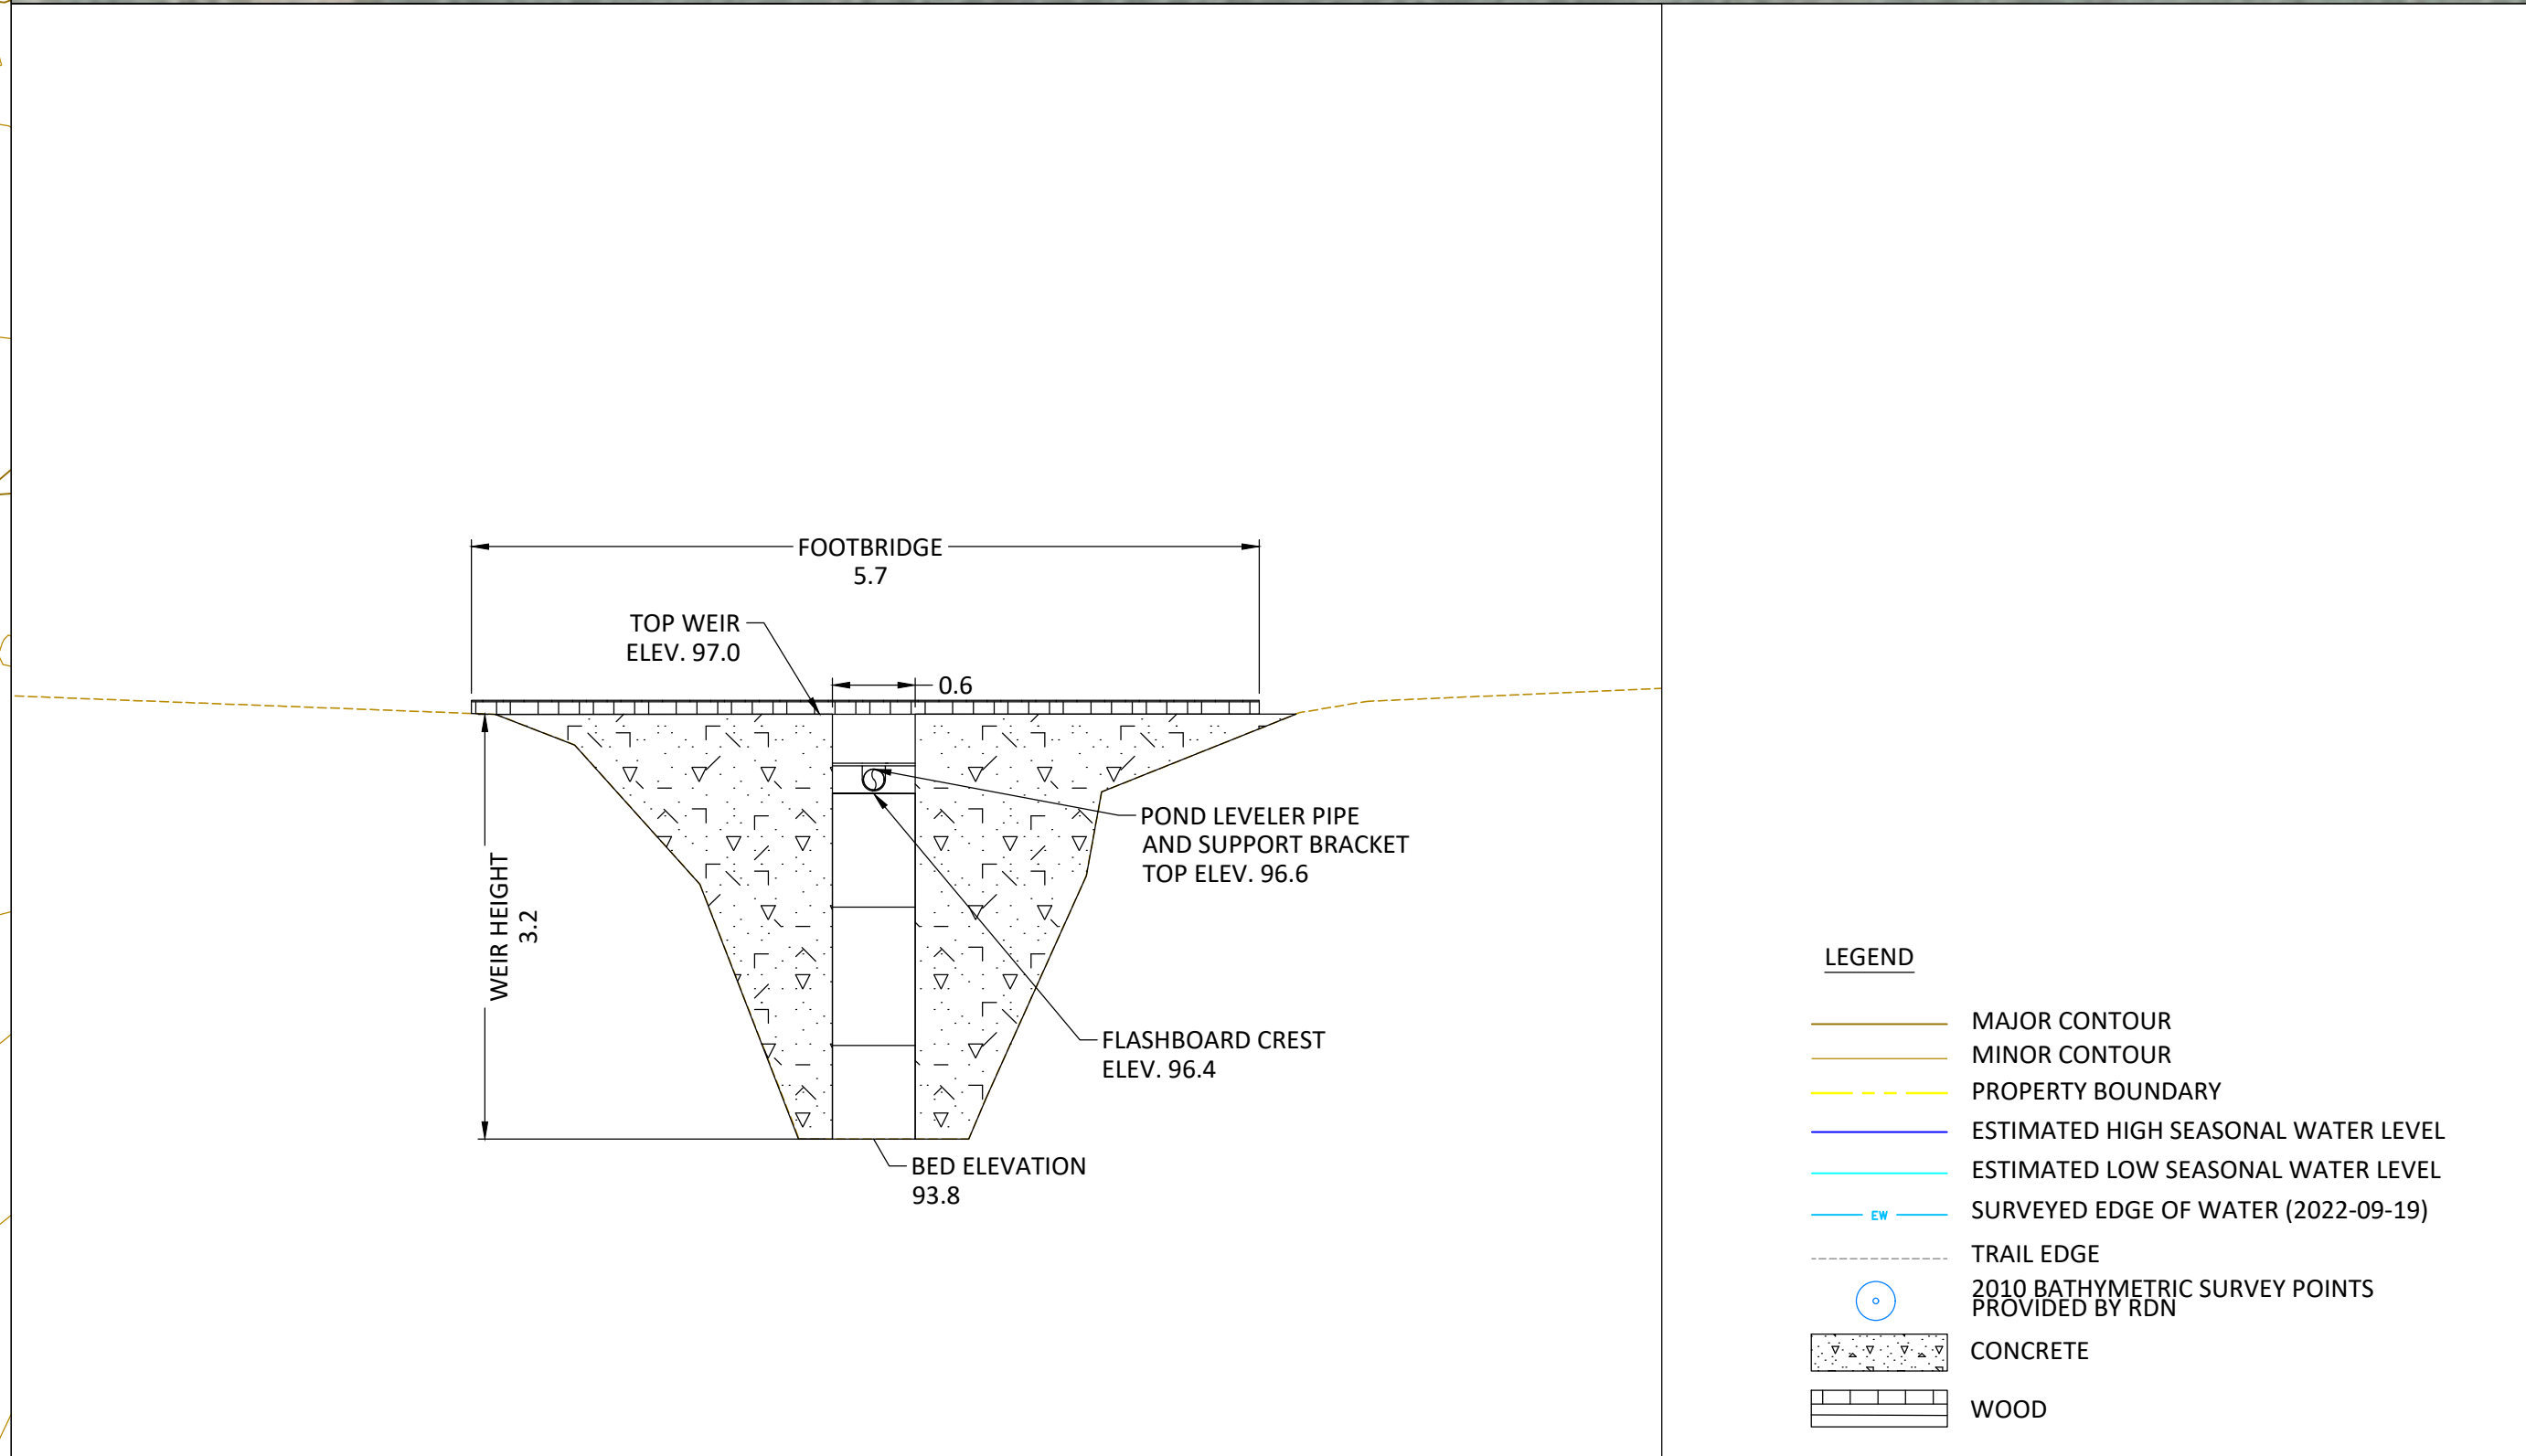 FOOTBRIDGE
5.7
TOP WEIR
ELEV. 97.0
0.6
WEIR HEIGHT
3.2
POND LEVELER PIPE
AND SUPPORT BRACKET
TOP ELEV. 96.6
FLASHBOARD CREST
ELEV. 96.4
BED ELEVATION
93.8
LEGEND
MAJOR CONTOUR
MINOR CONTOUR
PROPERTY BOUNDARY
ESTIMATED HIGH SEASONAL WATER LEVEL
ESTIMATED LOW SEASONAL WATER LEVEL
EW SURVEYED EDGE OF WATER (2022-09-19)
TRAIL EDGE
2010 BATHYMETRIC SURVEY POINTS
PROVIDED BY RDN
CONCRETE
WOOD